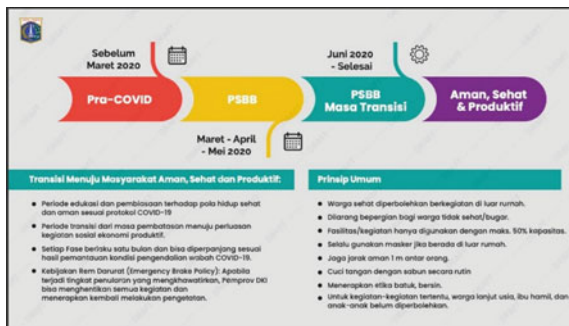 Sebelum
Maret 2020
Juni 2020
- Selesai
Pra-COVID
PSBB
PSBB
Masa Transisi
Aman, Sehat
& Produktif
Maret - April
- Mei 2020
Transisi Menuju Masyarakat Aman, Sehat dan Produktif:
Periode edukasi dan pembiasaan terhadap pola hidup sehat
dan aman sesuai protokol COVID-19
Periode transisi dari masa pembatasan menuju perluasan
kegiatan sosial ekonomi produktif.
Setiap Fase berlaku satu bulan dan bisa diperpanjang sesuai
hasil pemantauan kondisi pengendalian wabah COVID-19.
Kebijakan Rem Darurat (Emergency Brake Policy): Apabila
terjadi tingkat penularan yang mengkhawatirkan, Pemprov DKI
bisa menghentikan semua kegiatan dan
menerapkan kembali melakukan pengetatan.
Prinsip Umum
Warga sehat diperbolehkan berkegiatan di luar rumah.
Dilarang bepergian bagi warga tidak sehat/bugar.
Fasilitas/kegiatan hanya digunakan dengan maks. 50% kapasitas.
Selalu gunakan masker jika berada di luar rumah.
Jaga jarak aman 1 m antar orang.
Cuci tangan dengan sabun secara rutin
Menerapkan etika batuk, bersin.
Untuk kegiatan-kegiatan tertentu, warga lanjut usia, ibu hamil, dan
anak-anak belum diperbolehkan.